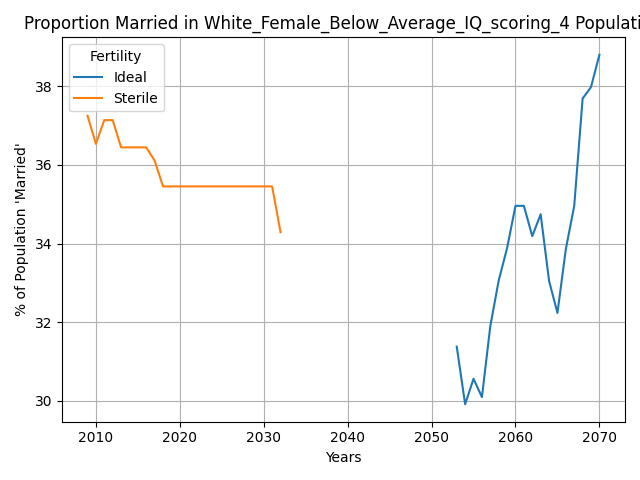 Proportion Married in White_Female_Below_Average_IQ_scoring_4 Populati
Fertility
Ideal
Sterile
% of Population 'Married'
38
36
34
32
30
2010 2020 2030 2040 2050 2060 2070
Years